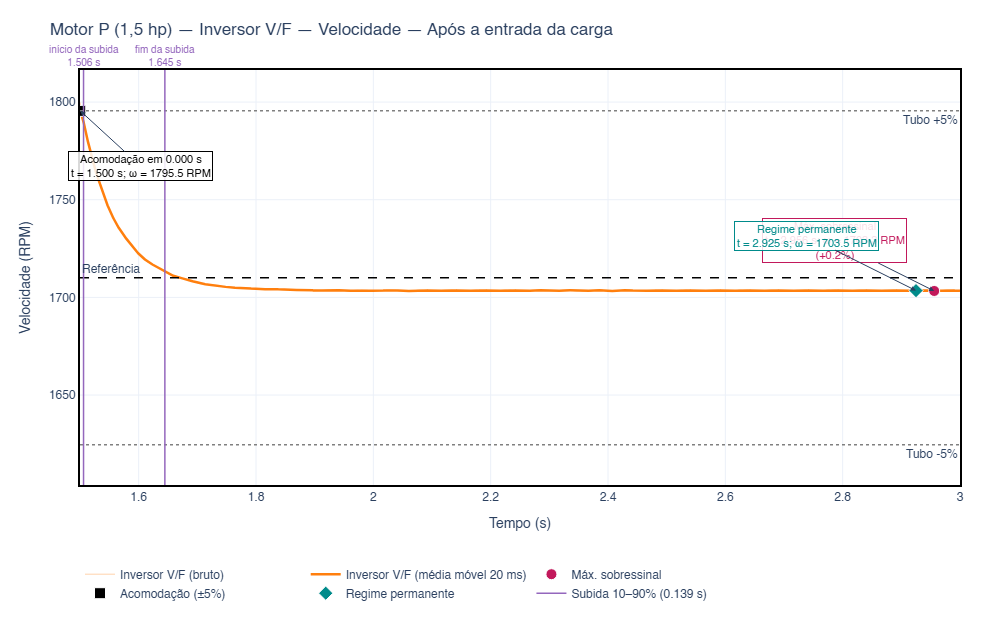 Motor P (1,5 hp) — Inversor V/F — Velocidade — Após a entrada da carga
início da subida
1.506 s
fim da subida
1.645 s
1800
1750
1700
1650
Velocidade (RPM)
Tubo +5%
Acomodação em 0.000 s
t = 1.500 s; ω = 1795.5 RPM
Referência
Regime permanente
t = 2.925 s; ω = 1703.5 RPM
RPM
(+0.2%)
Tubo -5%
1.6
1.8
2
2.2
2.4
2.6
2.8
3
Tempo (s)
Inversor V/F (bruto)
Inversor V/F (média móvel 20 ms)
Máx. sobressinal
Acomodação (±5%)
Regime permanente
Subida 10–90% (0.139 s)